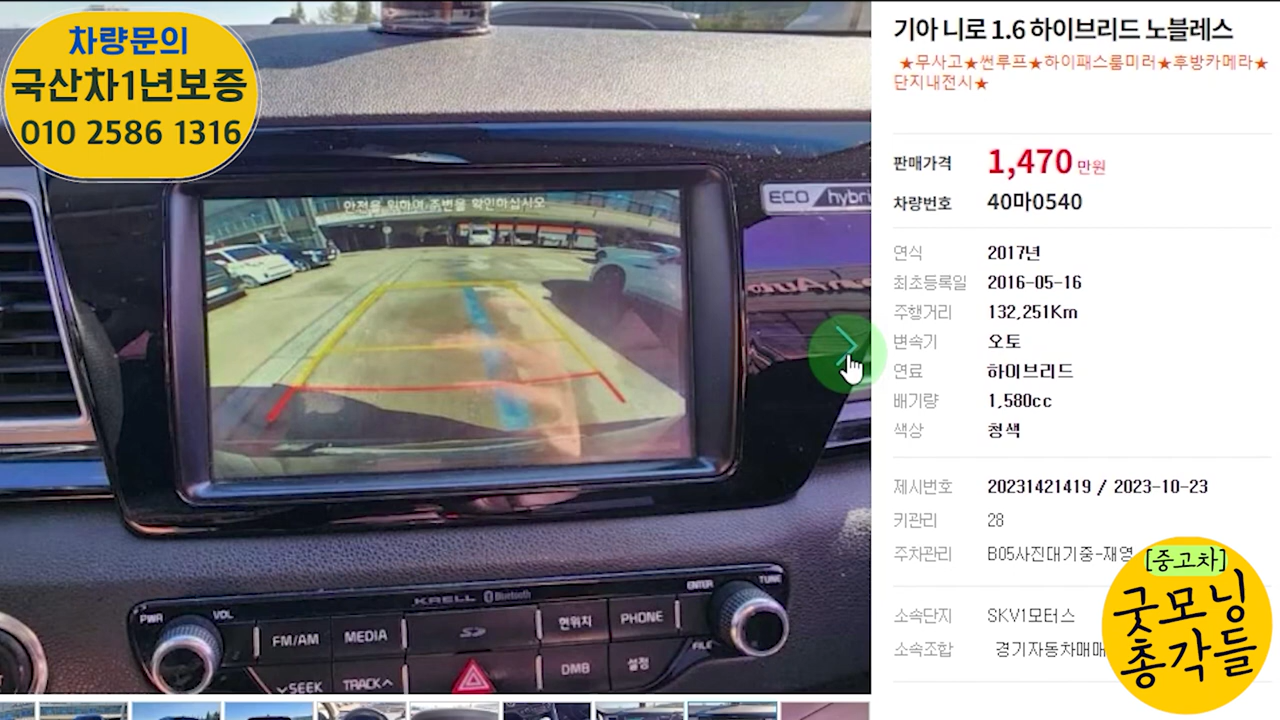 차량문의
국산차1년보증
010 2586 1316
안전을 위하여 주변을 확인하십시오
ECO hybri
PWR
VOL
KRELL Bluetooth
ENTER
TUNE
FM/AM
MEDIA
SD
현위치
PHONE
FILE
SEEK
TRACK
DMB
설정
기아 니로 1.6 하이브리드 노블레스
★무사고★썬루프★하이패스룸미러★후방카메라★
단지내전시★
판매가격 1,470 만원
차량번호 40마0540
연식 2017년
최초등록일 2016-05-16
주행거리 132,251Km
변속기 오토
연료 하이브리드
배기량 1,580cc
색상 청색
제시번호 20231421419 / 2023-10-23
키관리 28
주차관리 B05사진대기중-재영
소속단지 SKV1모터스
소속조합 경기자동차매매
[중고차]
굿모닝
총각들